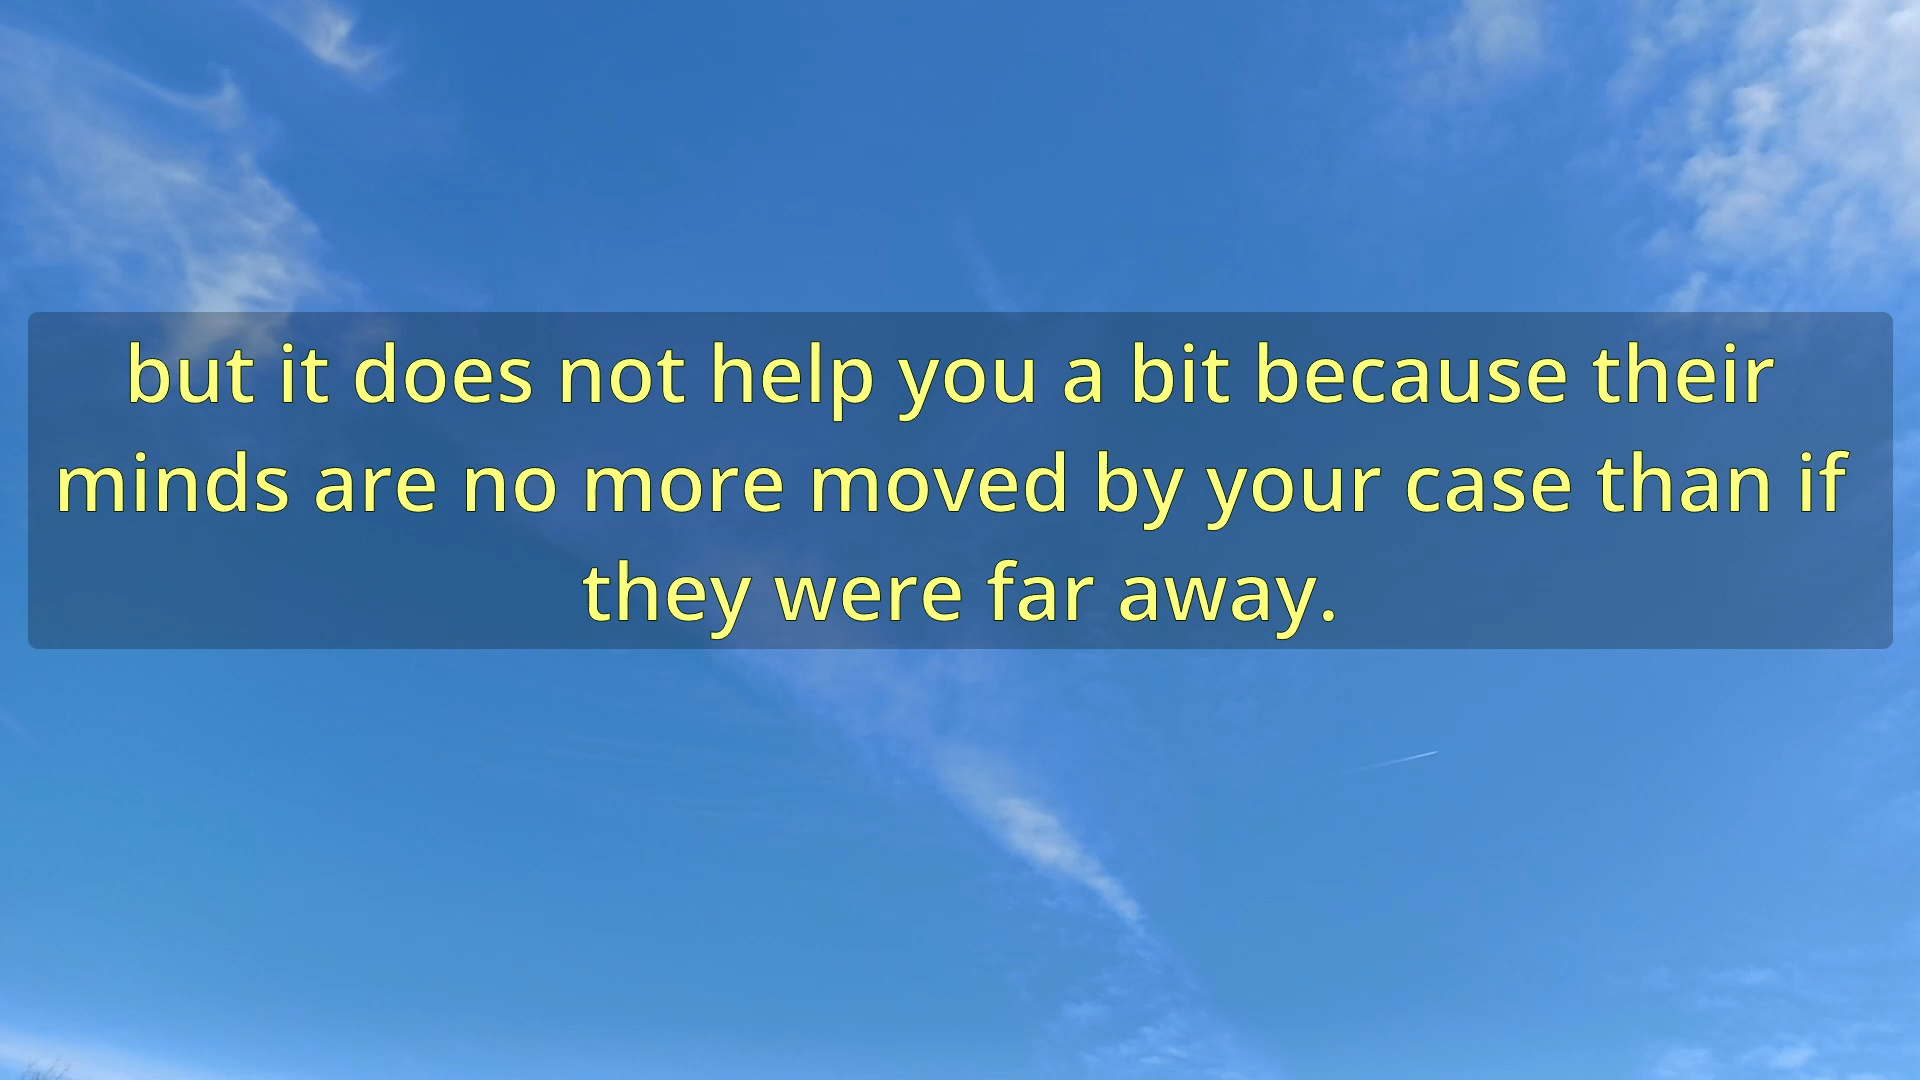 but it does not help you a bit because their
minds are no more moved by your case than if
they were far away.